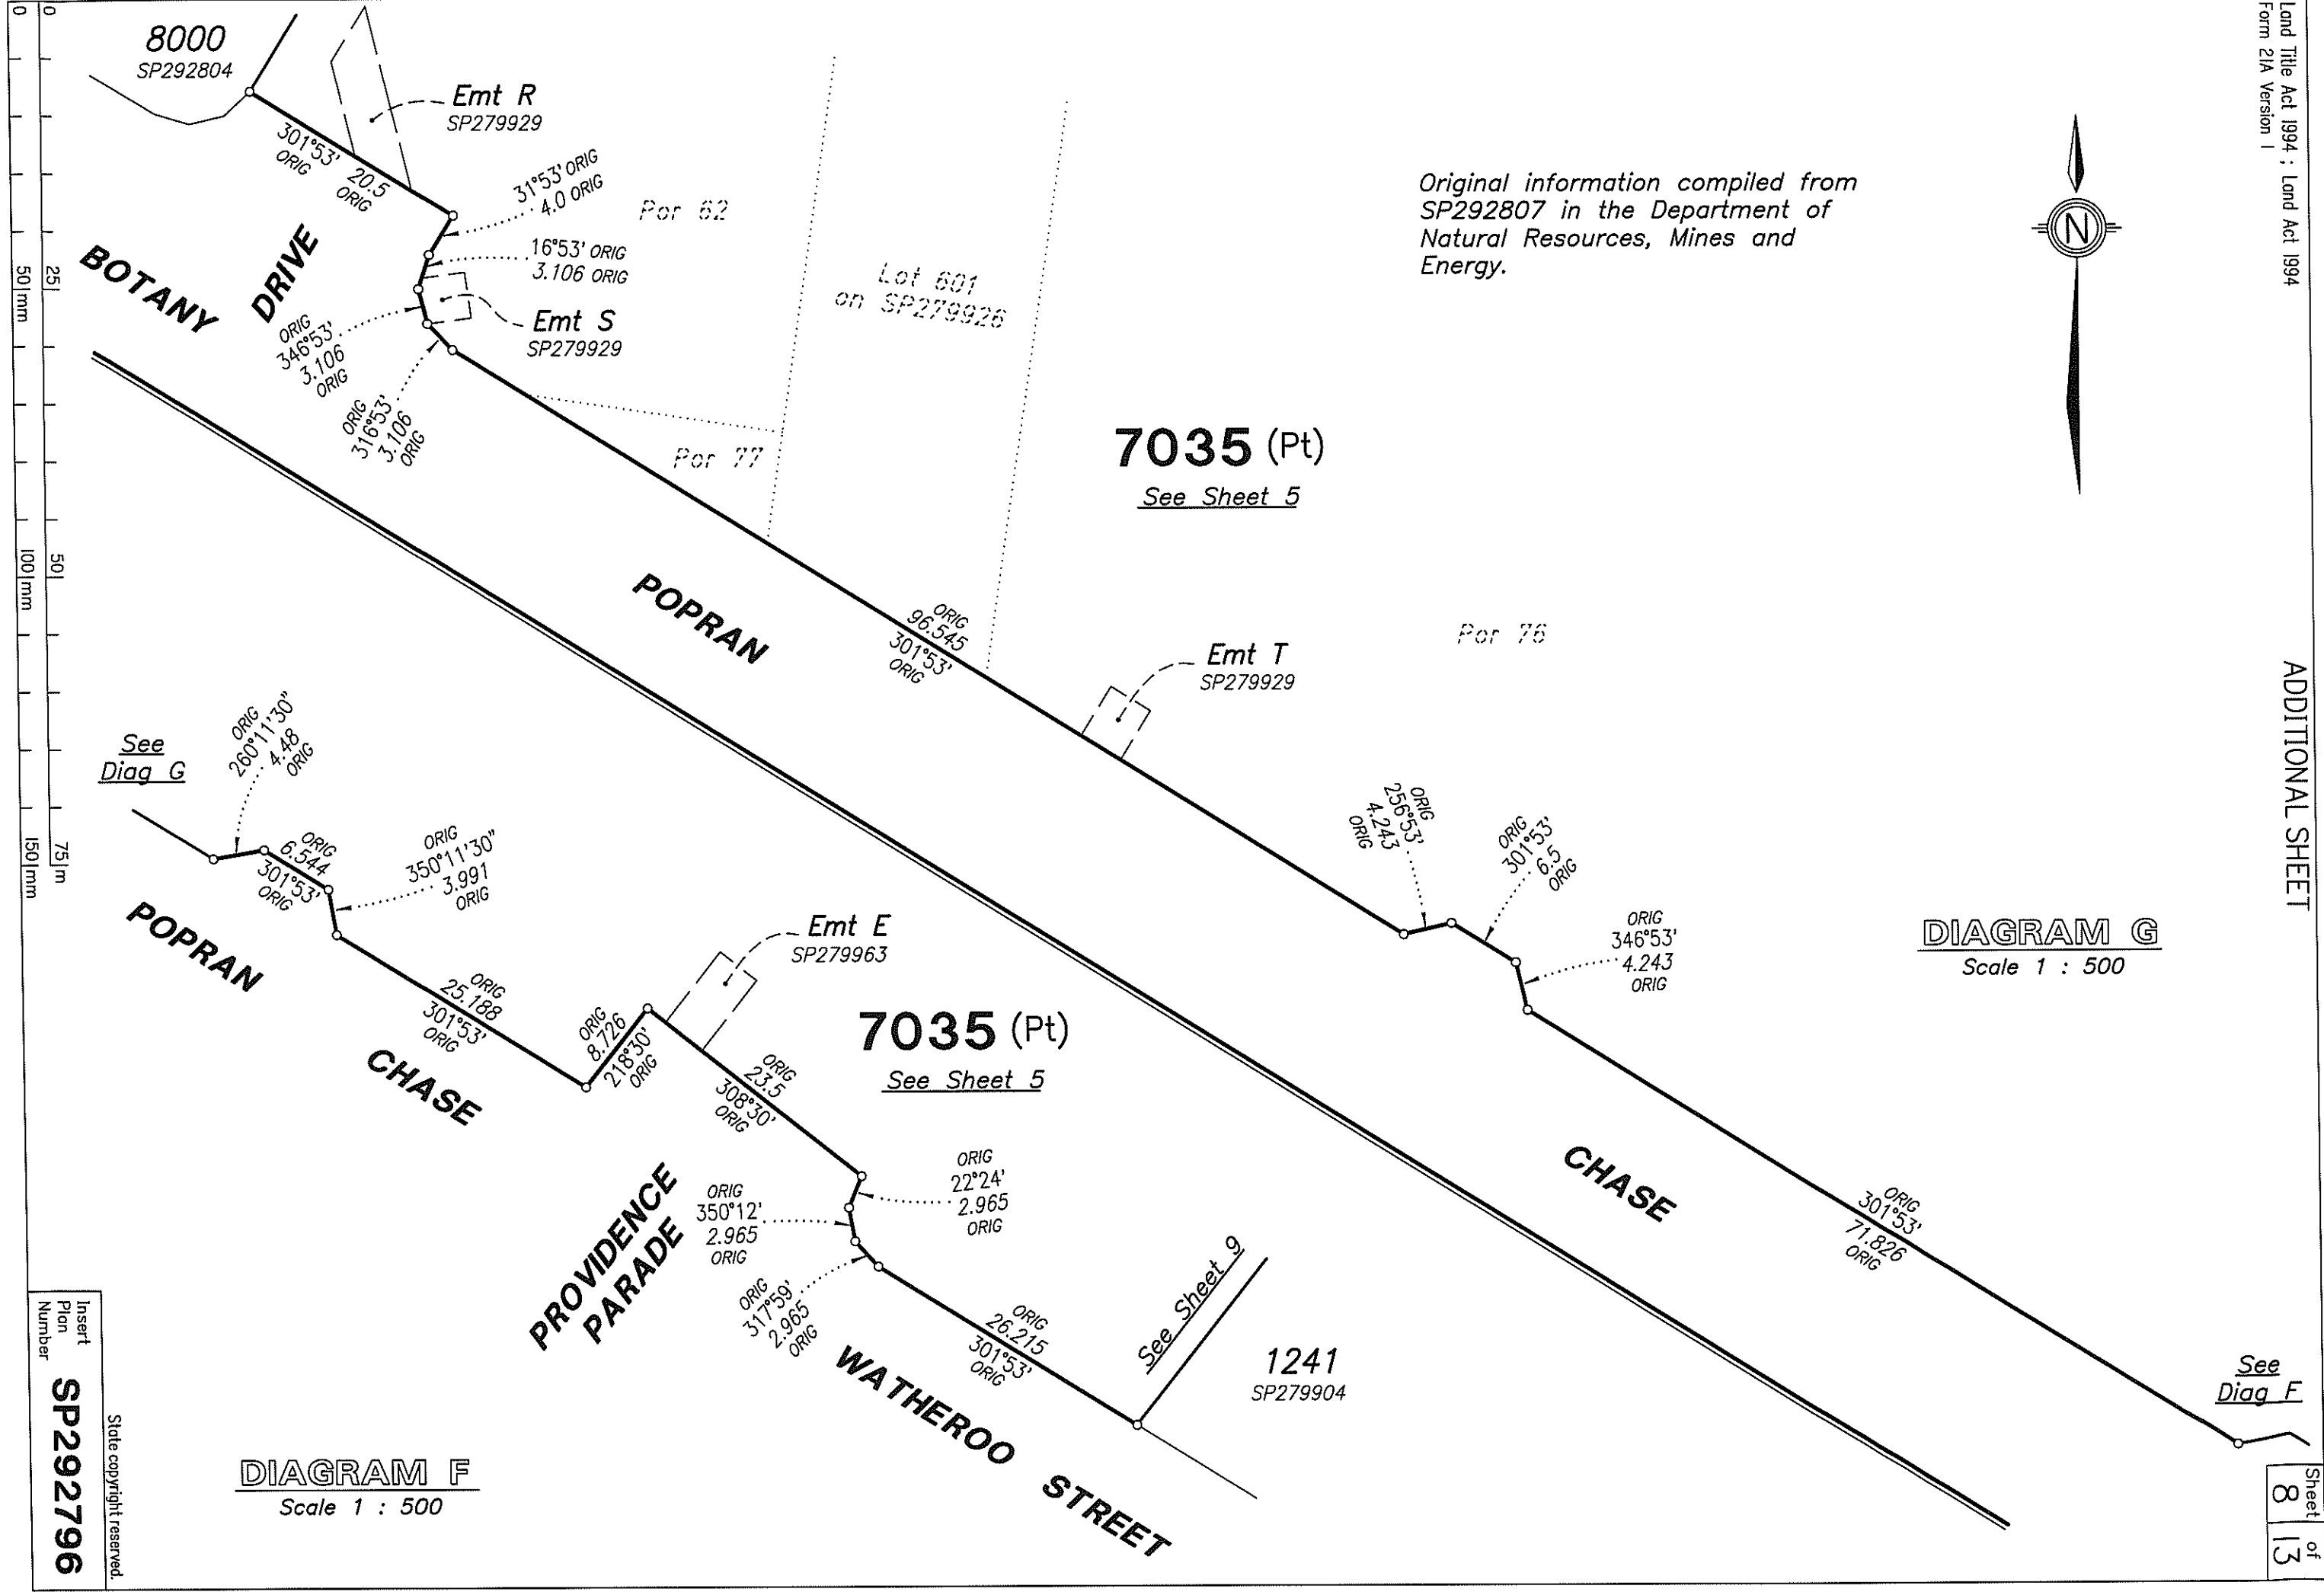 Land Title Act 1994 ; Land Act 1994
Form 21A Version 1
ADDITIONAL SHEET
Sheet
8
of
13
0
50 mm
100 mm
150 mm
0
25
50
75 m
8000
SP292804
Emt R
SP279929
301°53'
ORIG
20.5
ORIG
31°53' ORIG
4.0 ORIG
16°53' ORIG
3.106 ORIG
Emt S
SP279929
ORIG
346°53'
3.106
ORIG
ORIG
316°53'
3.106
ORIG
BOTANY
DRIVE
Por 62
Lot 601
on SP279926
Por 77
Original information compiled from
SP292807 in the Department of
Natural Resources, Mines and
Energy.
N
7035 (Pt)
See Sheet 5
POPRAN
ORIG
96.545
301°53'
ORIG
Emt T
SP279929
Por 76
ORIG
256°53'
4.243
ORIG
ORIG
301°53'
6.5
ORIG
ORIG
346°53'
4.243
ORIG
DIAGRAM G
Scale 1 : 500
CHASE
ORIG
301°53'
71.826
ORIG
See
Diag F
See
Diag G
ORIG
260°11'30"
4.48
ORIG
ORIG
6.544
301°53'
ORIG
ORIG
350°11'30"
3.991
ORIG
POPRAN
ORIG
25.188
301°53'
ORIG
CHASE
Emt E
SP279963
ORIG
8.726
218°30'
ORIG
7035 (Pt)
See Sheet 5
ORIG
23.5
308°30'
ORIG
ORIG
22°24'
2.965
ORIG
ORIG
350°12'
2.965
ORIG
ORIG
317°59'
2.965
ORIG
PROVIDENCE
PARADE
ORIG
26.215
301°53'
ORIG
See Sheet 9
1241
SP279904
WATHEROO STREET
DIAGRAM F
Scale 1 : 500
State copyright reserved.
Insert
Plan
Number
SP292796